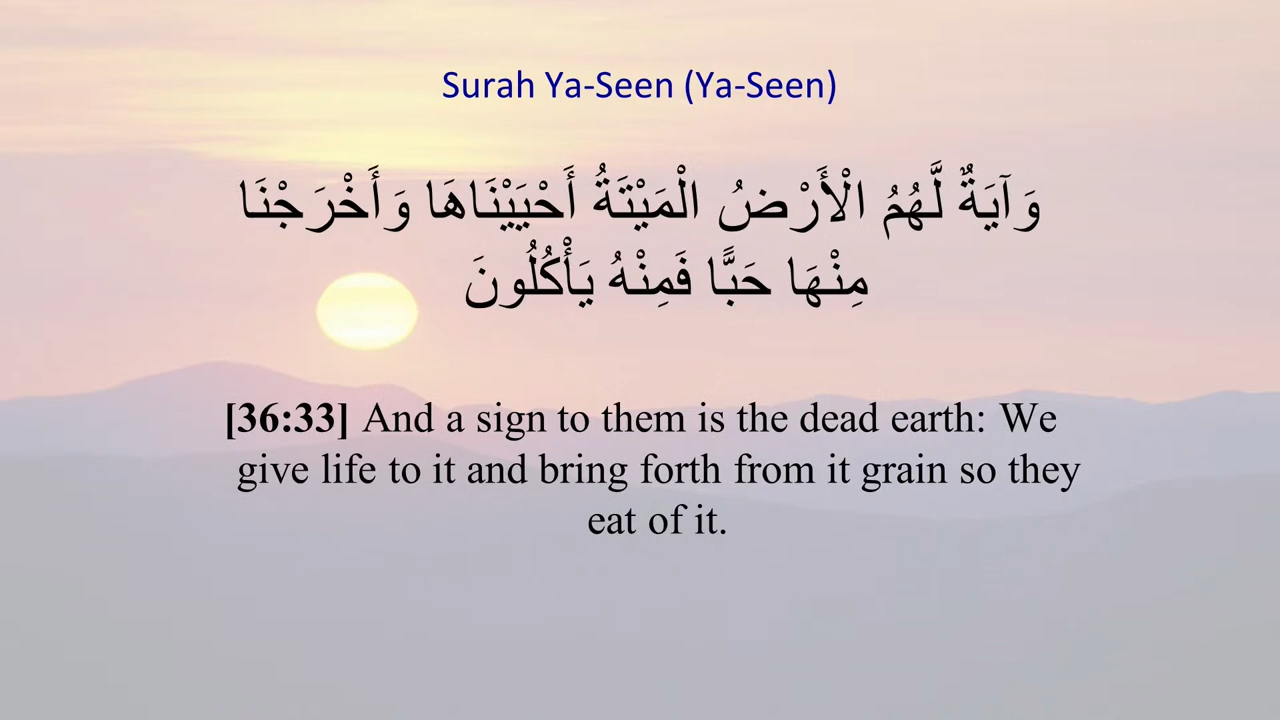 Surah Ya-Seen (Ya-Seen)
وَآيَةٌ لَّهُمُ الْأَرْضُ الْمَيْتَةُ أَحْيَيْنَاهَا وَأَخْرَجْنَا
مِنْهَا حَبًّا فَمِنْهُ يَأْكُلُونَ
[36:33] And a sign to them is the dead earth: We
give life to it and bring forth from it grain so they
eat of it.